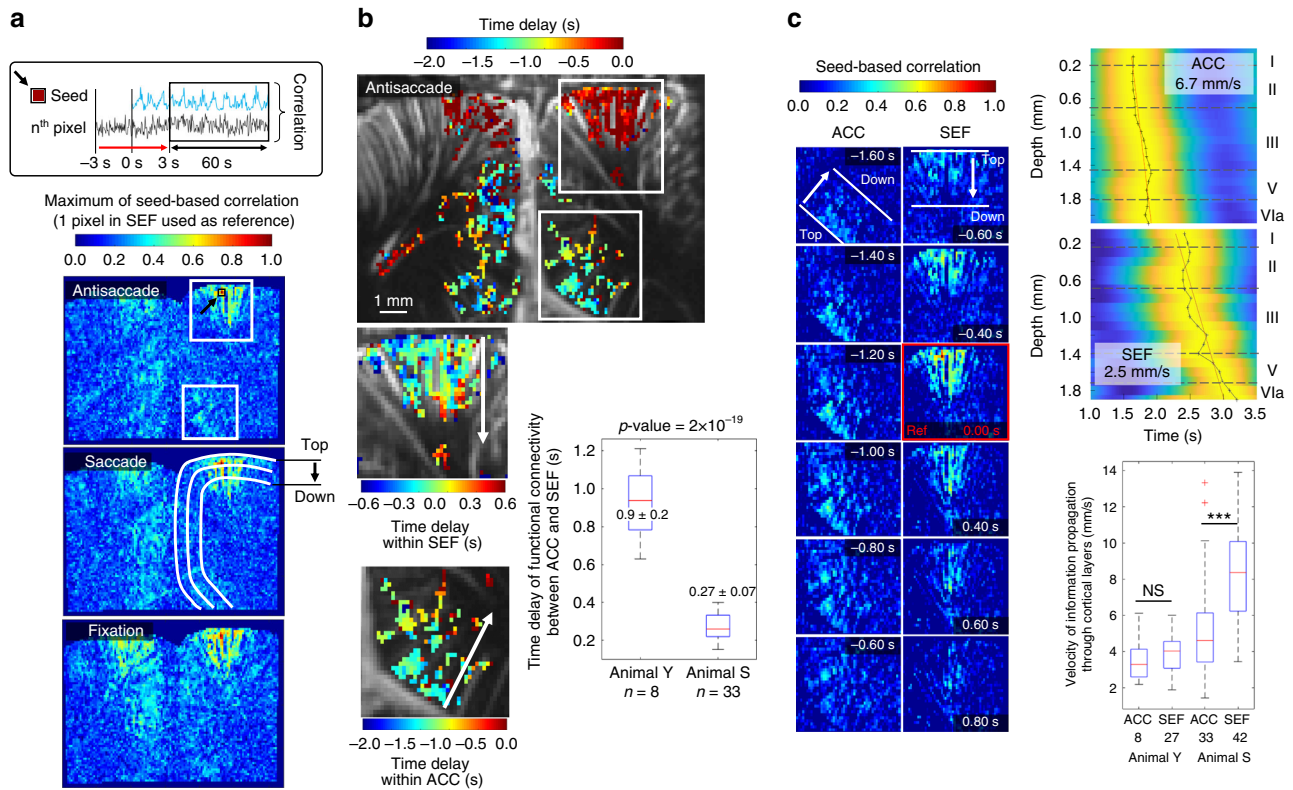 a
Seed
nth pixel
Correlation
−3 s 0 s 3 s 60 s
Maximum of seed-based correlation
(1 pixel in SEF used as reference)
0.0 0.2 0.4 0.6 0.8 1.0
Antisaccade
Saccade
Top
Down
Fixation
b
Time delay (s)
−2.0 −1.5 −1.0 −0.5 0.0
Antisaccade
1 mm
−0.6 −0.3 0.0 0.3 0.6
Time delay
within SEF (s)
−2.0 −1.5 −1.0 −0.5 0.0
Time delay
within ACC (s)
p-value = 2×10−19
Time delay of functional connectivity
between ACC and SEF (s)
1.2
1.0
0.8
0.6
0.4
0.2
0.9 ± 0.2
0.27 ± 0.07
Animal Y Animal S
n = 8 n = 33
c
Seed-based correlation
0.0 0.2 0.4 0.6 0.8 1.0
ACC SEF
−1.60 s
Down
Top
Top
Down
−0.60 s
−1.40 s
−0.40 s
−1.20 s
Ref 0.00 s
−1.00 s
0.40 s
−0.80 s
0.60 s
−0.60 s
0.80 s
Depth (mm)
0.2
0.6
1.0
1.4
1.8
ACC
6.7 mm/s
I
II
III
V
VIa
Depth (mm)
0.2
0.6
1.0
1.4
1.8
SEF
2.5 mm/s
I
II
III
V
VIa
1.0 1.5 2.0 2.5 3.0 3.5
Time (s)
Velocity of information propagation
through cortical layers (mm/s)
14
12
10
8
6
4
2
NS
***
ACC SEF ACC SEF
8 27 33 42
Animal Y Animal S